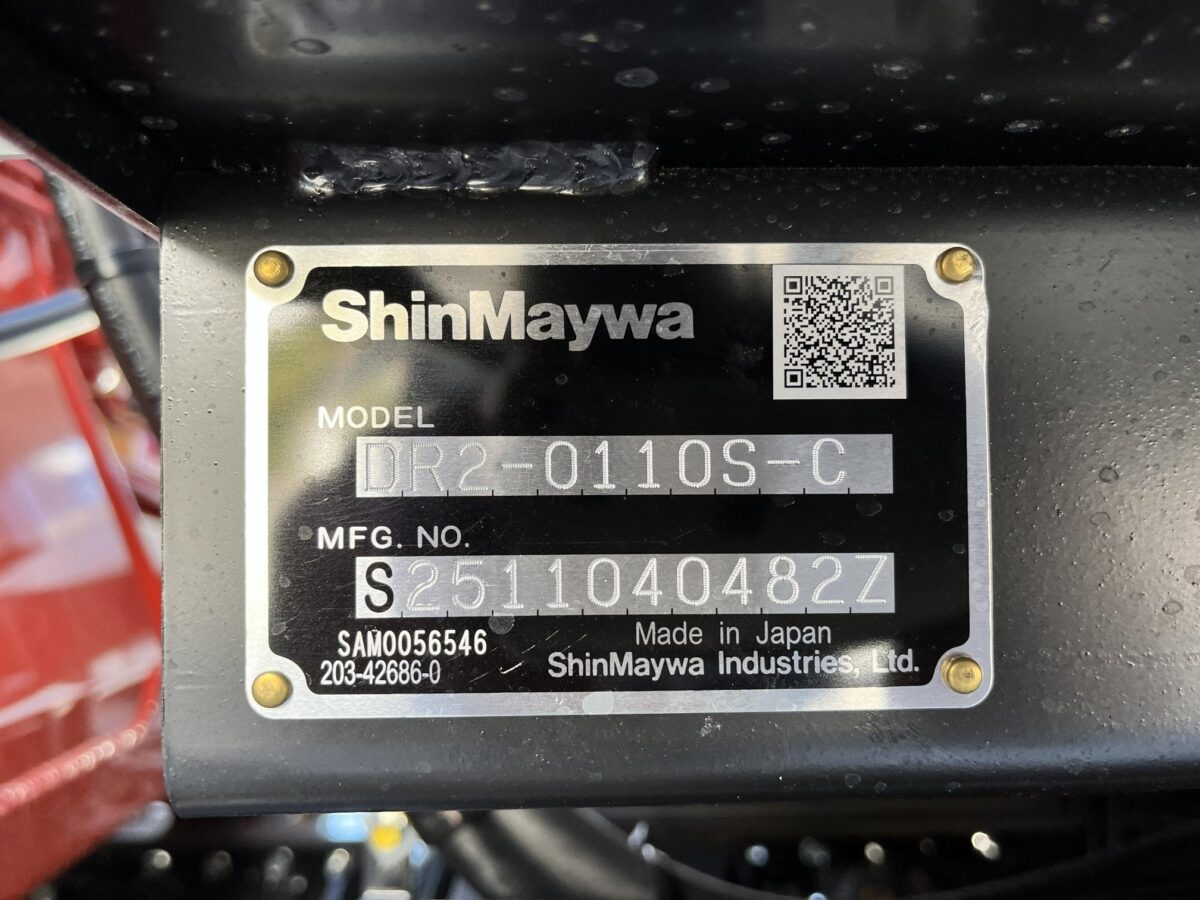 ShinMaywa
MODEL
DR2-0110S-C
MFG. NO.
S2511040482Z
SAM0056546
203-42686-0
Made in Japan
ShinMaywa Industries, Ltd.